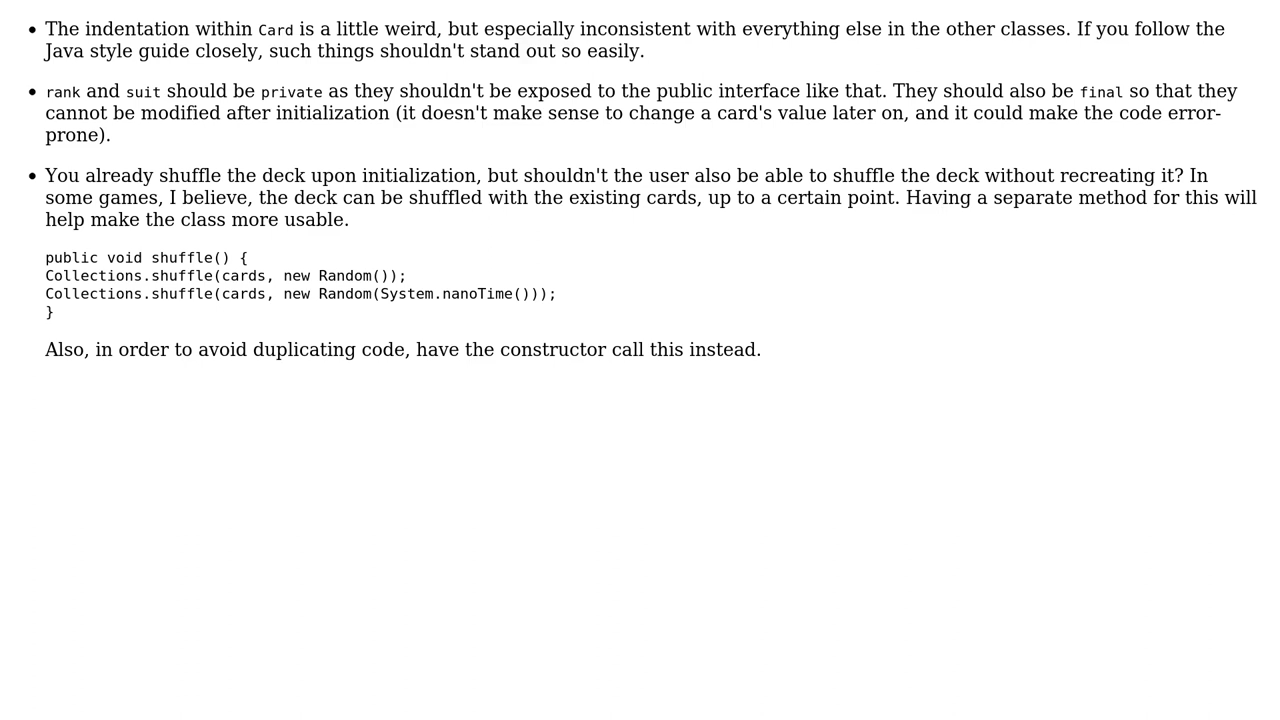 • The indentation within Card is a little weird, but especially inconsistent with everything else in the other classes. If you follow the
Java style guide closely, such things shouldn't stand out so easily.
• rank and suit should be private as they shouldn't be exposed to the public interface like that. They should also be final so that they
cannot be modified after initialization (it doesn't make sense to change a card's value later on, and it could make the code error-
prone).
• You already shuffle the deck upon initialization, but shouldn't the user also be able to shuffle the deck without recreating it? In
some games, I believe, the deck can be shuffled with the existing cards, up to a certain point. Having a separate method for this will
help make the class more usable.
public void shuffle() {
Collections.shuffle(cards, new Random());
Collections.shuffle(cards, new Random(System.nanoTime()));
}
Also, in order to avoid duplicating code, have the constructor call this instead.